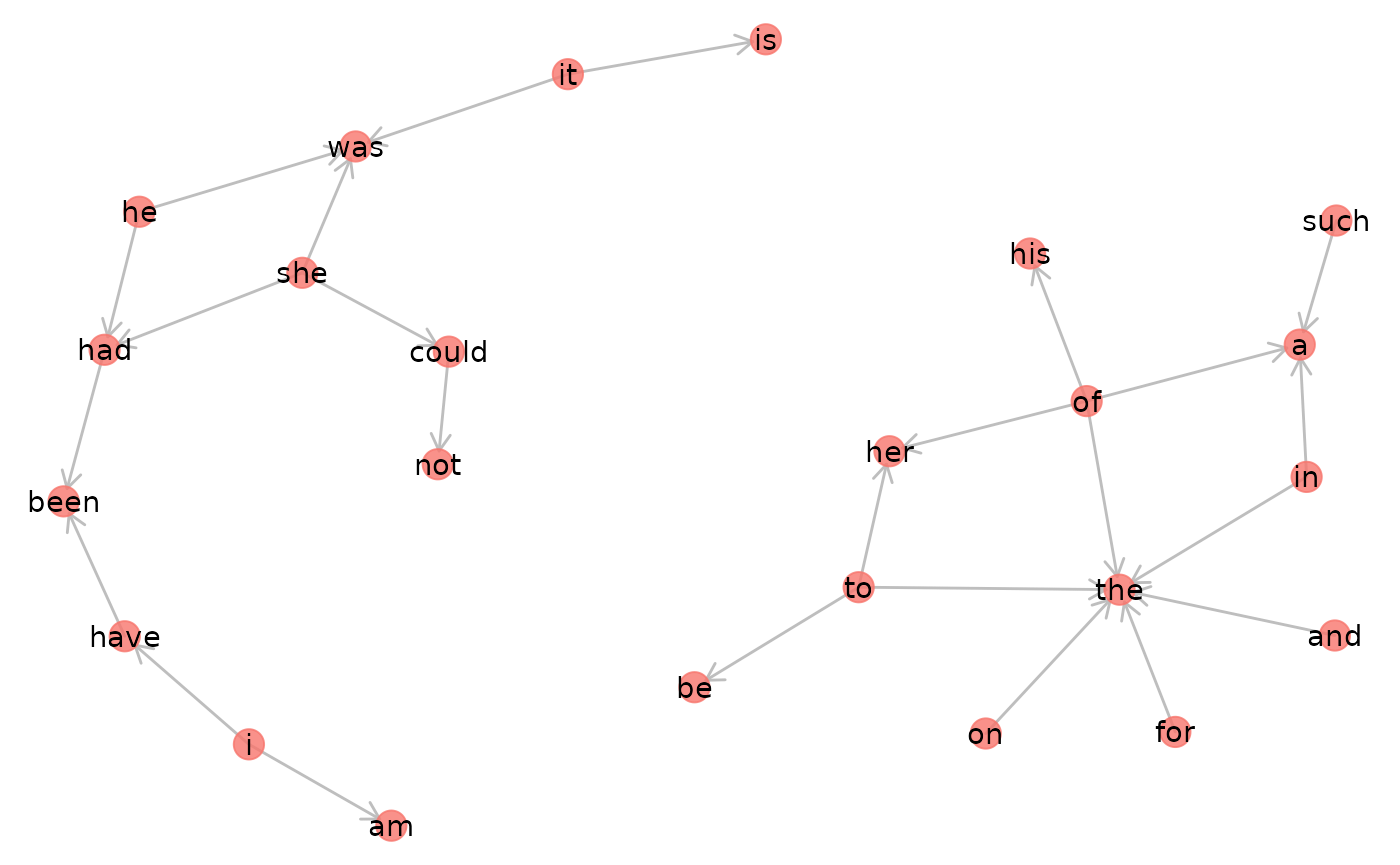 is
it
was
he
such
his
she
a
had
could
of
her
not
in
been
to
the
have
and
be
on
for
i
am